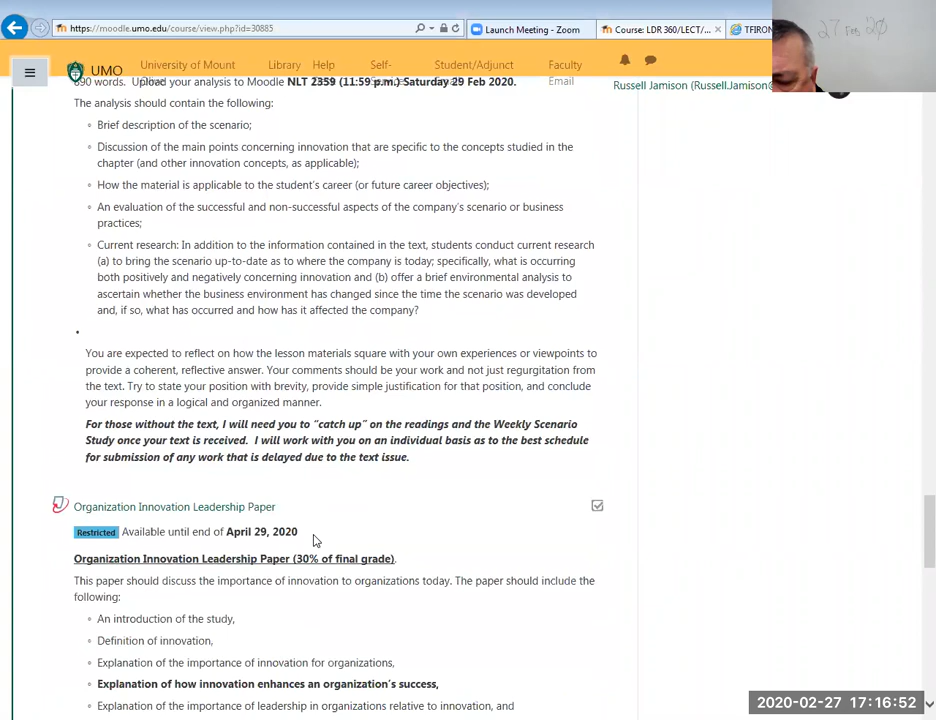 https://moodle.umo.edu/course/view.php?id=30885
Launch Meeting - Zoom
Course: LDR 360/LECT/...
TFIRON
27 Feb 20
UMO
University of Mount
Library
Help
Self-
Student/Adjunct
Faculty
Email
Email
Russell Jamison (Russell.Jamison
words. Upload your analysis to Moodle NLT 2359 (11:59 p.m.) Saturday 29 Feb 2020.
The analysis should contain the following:
Brief description of the scenario;
Discussion of the main points concerning innovation that are specific to the concepts studied in the
chapter (and other innovation concepts, as applicable);
How the material is applicable to the student's career (or future career objectives);
An evaluation of the successful and non-successful aspects of the company's scenario or business
practices;
Current research: In addition to the information contained in the text, students conduct current research
(a) to bring the scenario up-to-date as to where the company is today; specifically, what is occurring
both positively and negatively concerning innovation and (b) offer a brief environmental analysis to
ascertain whether the business environment has changed since the time the scenario was developed
and, if so, what has occurred and how has it affected the company?
You are expected to reflect on how the lesson materials square with your own experiences or viewpoints to
provide a coherent, reflective answer. Your comments should be your work and not just regurgitation from
the text. Try to state your position with brevity, provide simple justification for that position, and conclude
your response in a logical and organized manner.
For those without the text, I will need you to "catch up" on the readings and the Weekly Scenario
Study once your text is received. I will work with you on an individual basis as to the best schedule
for submission of any work that is delayed due to the text issue.
Organization Innovation Leadership Paper
Restricted Available until end of April 29, 2020
Organization Innovation Leadership Paper (30% of final grade).
This paper should discuss the importance of innovation to organizations today. The paper should include the
following:
An introduction of the study,
Definition of innovation,
Explanation of the importance of innovation for organizations,
Explanation of how innovation enhances an organization's success,
Explanation of the importance of leadership in organizations relative to innovation, and
2020-02-27 17:16:52